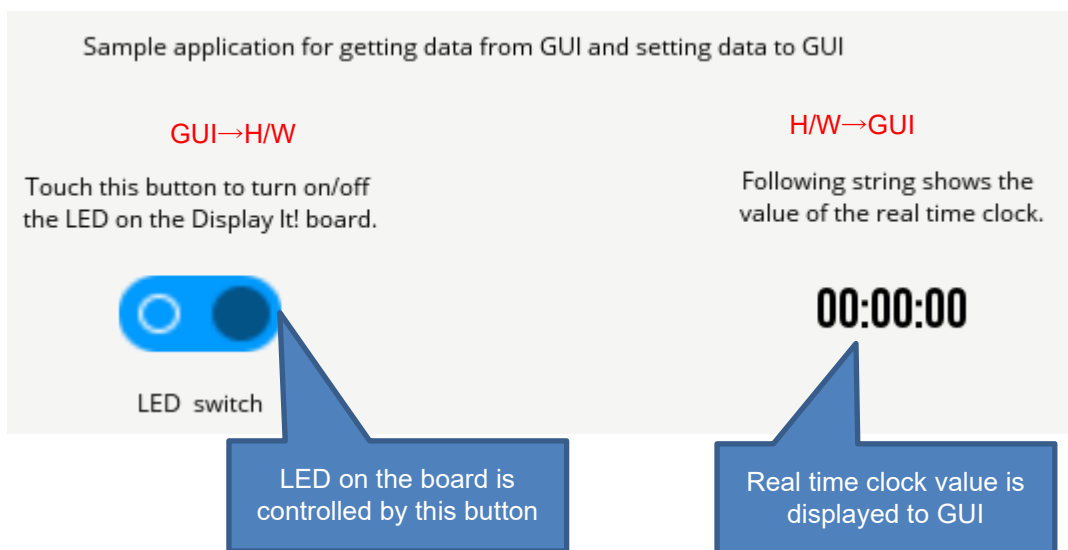 Sample application for getting data from GUI and setting data to GUI
GUI→H/W
Touch this button to turn on/off
the LED on the Display It! board.
LED  switch
LED on the board is
controlled by this button
H/W→GUI
Following string shows the
value of the real time clock.
00:00:00
Real time clock value is
displayed to GUI